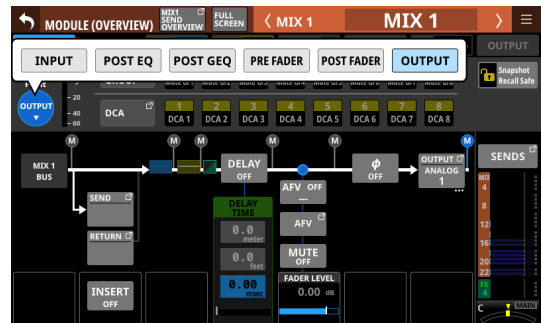 MODULE (OVERVIEW)
MIX1
SEND
OVERVIEW
FULL
SCREEN
MIX 1
MIX 1
OUTPUT
INPUT
POST EQ
POST GEQ
PRE FADER
POST FADER
OUTPUT
Snapshot
Recall Safe
OUTPUT
- 20
- 40
- 60
DCA
1
DCA 1
2
DCA 2
3
DCA 3
4
DCA 4
5
DCA 5
6
DCA 6
7
DCA 7
8
DCA 8
M
M
M
M
M
M
MIX 1
BUS
SEND
RETURN
INSERT
OFF
DELAY
OFF
DELAY
TIME
0.0
meter
0.0
feet
0.00
msec
AFV OFF
---
AFV
MUTE
OFF
FADER LEVEL
0.00 dB
ϕ
OFF
OUTPUT
ANALOG
1
...
SENDS
MIX
4
8
12
16
20
22
FX
4
C
MAIN